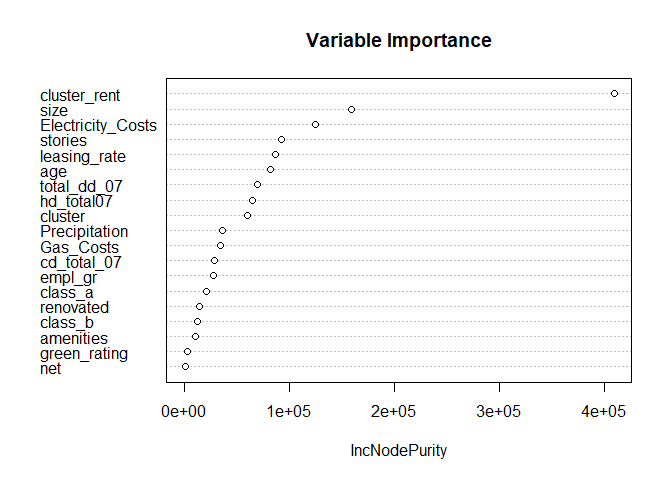 Variable Importance
cluster_rent
size
Electricity_Costs
stories
leasing_rate
age
total_dd_07
hd_total07
cluster
Precipitation
Gas_Costs
cd_total_07
empl_gr
class_a
renovated
class_b
amenities
green_rating
net
0e+00 1e+05 2e+05 3e+05 4e+05
IncNodePurity